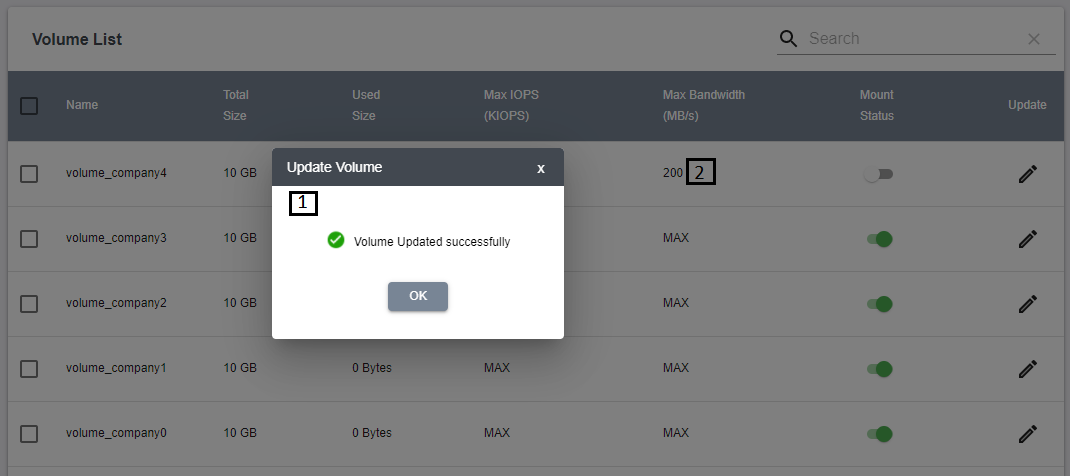 Volume List
Search
Name
Total Size
Used Size
Max IOPS (KIOPS)
Max Bandwidth (MB/s)
Mount Status
Update
volume_company4 10 GB 200 2
Update Volume x
1
Volume Updated successfully
OK
volume_company3 10 GB MAX
volume_company2 10 GB MAX
volume_company1 10 GB 0 Bytes MAX MAX
volume_company0 10 GB 0 Bytes MAX MAX